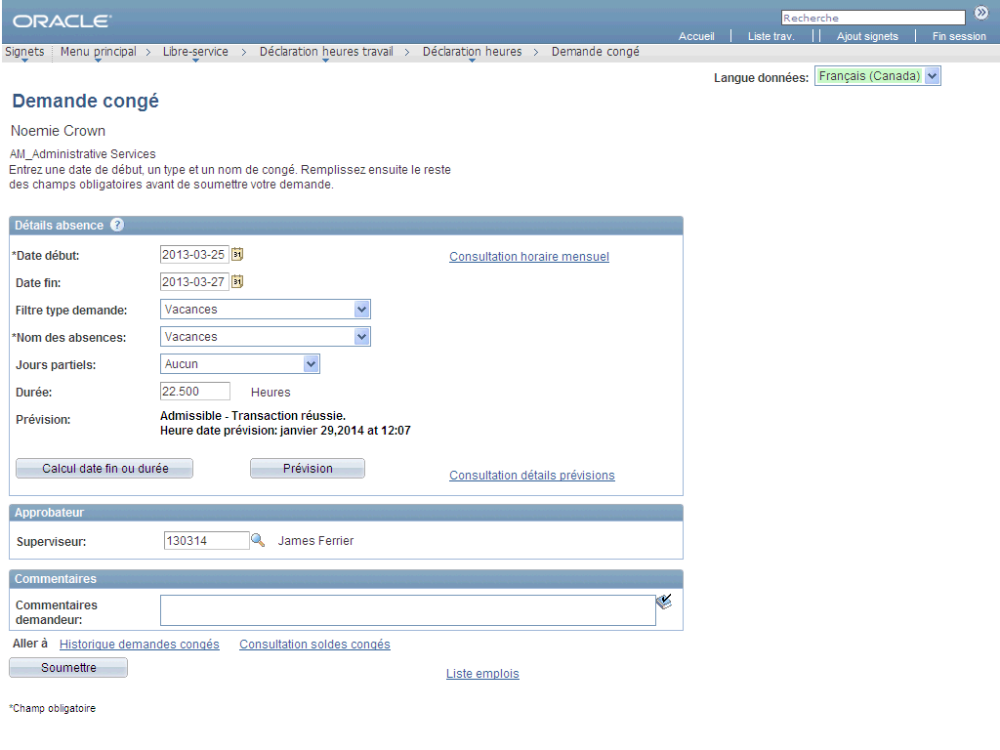 ORACLE®
Recherche
Accueil | Liste trav. | | Ajout signets | Fin session
Signets Menu principal > Libre-service > Déclaration heures travail > Déclaration heures > Demande congé
Langue données: Français (Canada)
Demande congé
Noemie Crown
AM_Administrative Services
Entrez une date de début, un type et un nom de congé. Remplissez ensuite le reste
des champs obligatoires avant de soumettre votre demande.
Détails absence ?
*Date début: 2013-03-25 31 Consultation horaire mensuel
Date fin: 2013-03-27 31
Filtre type demande: Vacances
*Nom des absences: Vacances
Jours partiels: Aucun
Durée: 22.500 Heures
Prévision: Admissible - Transaction réussie.
Heure date prévision: janvier 29,2014 at 12:07
Calcul date fin ou durée Prévision Consultation détails prévisions
Approbateur
Superviseur: 130314 James Ferrier
Commentaires
Commentaires
demandeur:
Aller à Historique demandes congés Consultation soldes congés
Soumettre Liste emplois
*Champ obligatoire